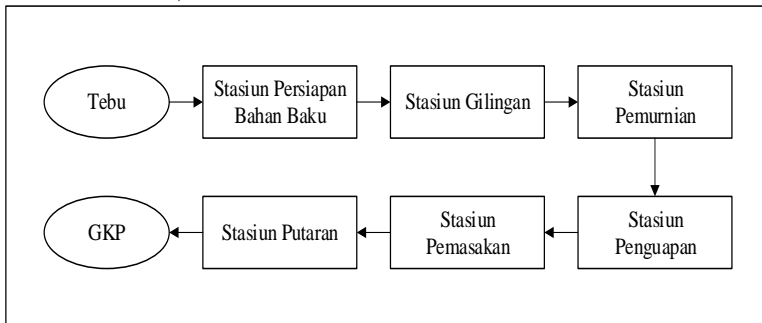 Tebu
Stasiun Persiapan
Bahan Baku
Stasiun Gilingan
Stasiun
Pemurnian
GKP
Stasiun Putaran
Stasiun
Pemasakan
Stasiun
Penguapan